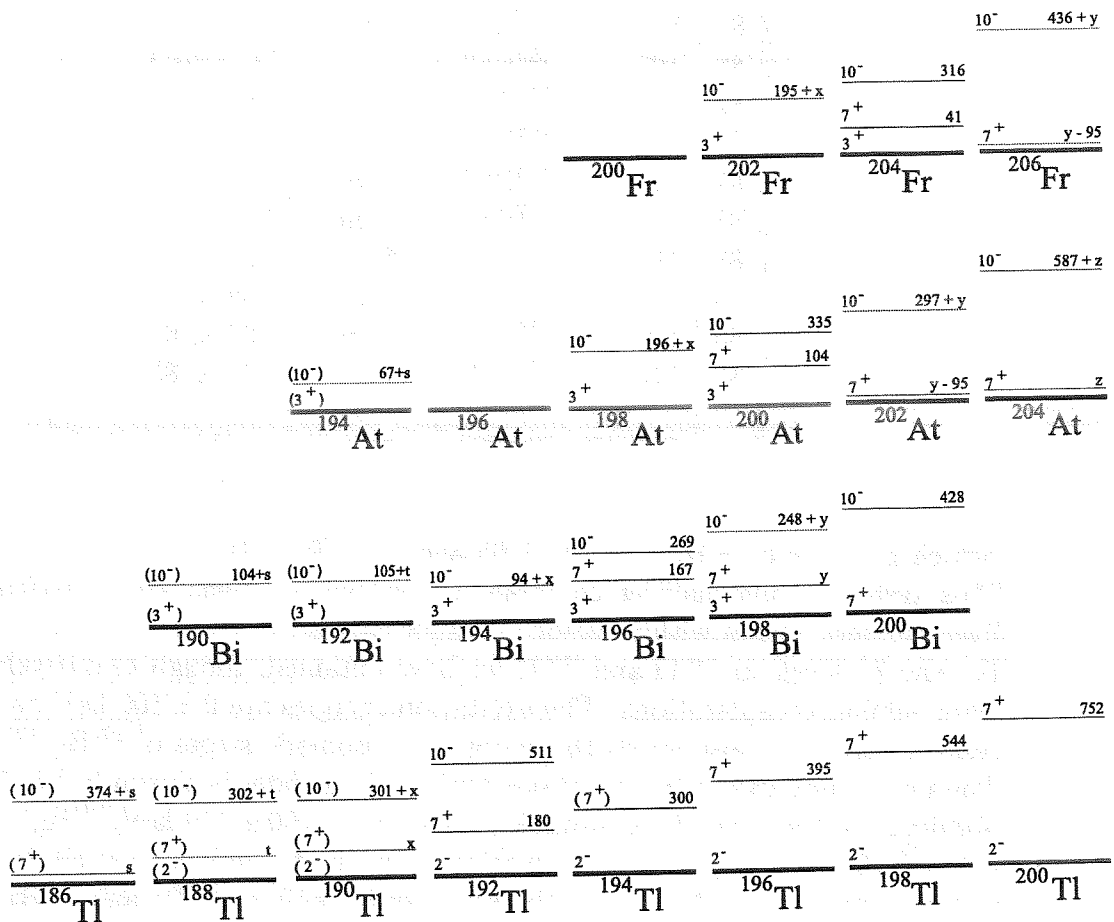 10⁻ 436 + y
10⁻ 316
10⁻ 195 + x
7⁺ 41
3⁺
3⁺
7⁺ y - 95
²⁰⁰Fr ²⁰²Fr ²⁰⁴Fr ²⁰⁶Fr
10⁻ 587 + z
10⁻ 297 + y
10⁻ 335
10⁻ 196 + x
7⁺ 104
(10⁻) 67+s
(3⁺)
3⁺
3⁺
7⁺ y - 95
7⁺ z
¹⁹⁴At ¹⁹⁶At ¹⁹⁸At ²⁰⁰At ²⁰²At ²⁰⁴At
10⁻ 428
10⁻ 248 + y
10⁻ 269
(10⁻) 104+s
(10⁻) 105+t
10⁻ 94 + x
7⁺ 167
7⁺ y
(3⁺)
(3⁺)
3⁺
3⁺
3⁺
7⁺
¹⁹⁰Bi ¹⁹²Bi ¹⁹⁴Bi ¹⁹⁶Bi ¹⁹⁸Bi ²⁰⁰Bi
7⁺ 752
7⁺ 544
10⁻ 511
7⁺ 395
(10⁻) 374 + s
(10⁻) 302 + t
(10⁻) 301 + x
(7⁺) 300
7⁺ 180
(7⁺) s
(7⁺) t
(7⁺) x
(2⁻)
(2⁻)
2⁻
2⁻
2⁻
2⁻
2⁻
¹⁸⁶Tl ¹⁸⁸Tl ¹⁹⁰Tl ¹⁹²Tl ¹⁹⁴Tl ¹⁹⁶Tl ¹⁹⁸Tl ²⁰⁰Tl